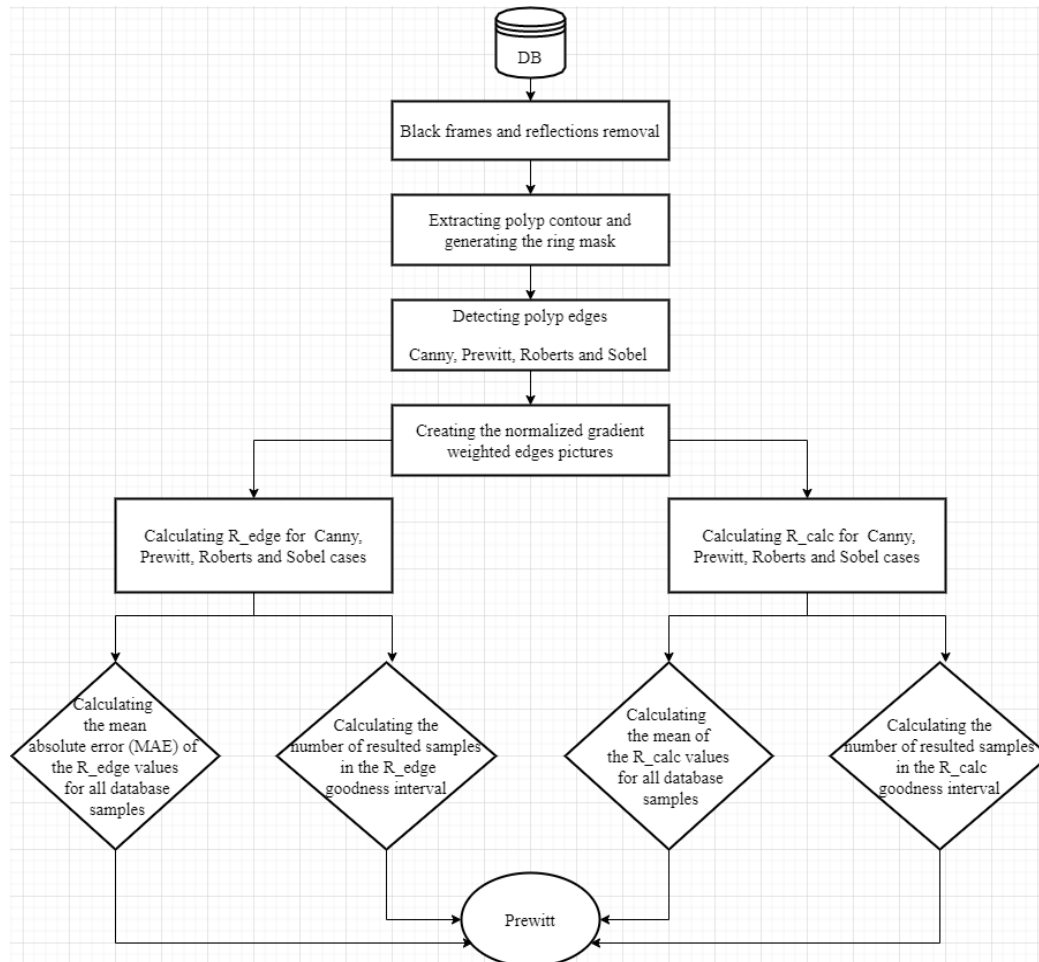 DB
Black frames and reflections removal
Extracting polyp contour and
generating the ring mask
Detecting polyp edges
Canny, Prewitt, Roberts and Sobel
Creating the normalized gradient
weighted edges pictures
Calculating R_edge for Canny,
Prewitt, Roberts and Sobel cases
Calculating R_calc for Canny,
Prewitt, Roberts and Sobel cases
Calculating
the mean
absolute error (MAE) of
the R_edge values
for all database
samples
Calculating the
number of resulted samples
in the R_edge
goodness interval
Calculating
the mean of
the R_calc values
for all database
samples
Calculating the
number of resulted samples
in the R_calc
goodness interval
Prewitt